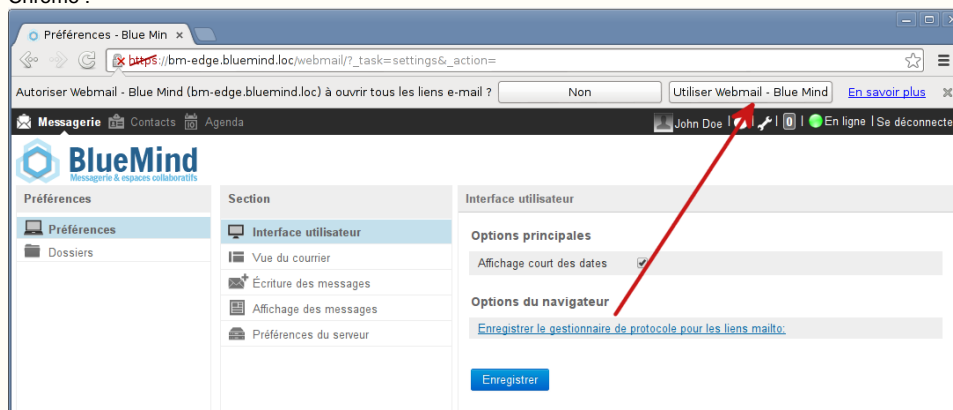 Chrome :
Préférences - Blue Min ×
https://bm-edge.bluemind.loc/webmail/?_task=settings&_action=
Autoriser Webmail - Blue Mind (bm-edge.bluemind.loc) à ouvrir tous les liens e-mail ? Non Utiliser Webmail - Blue Mind En savoir plus
Messagerie Contacts Agenda John Doe | | | 0 | En ligne | Se déconnecte
BlueMind
Messagerie & espaces collaboratifs
Préférences Section Interface utilisateur
Préférences Interface utilisateur Options principales
Dossiers Vue du courrier Affichage court des dates
Écriture des messages
Affichage des messages Options du navigateur
Préférences du serveur Enregistrer le gestionnaire de protocole pour les liens mailto:
Enregistrer